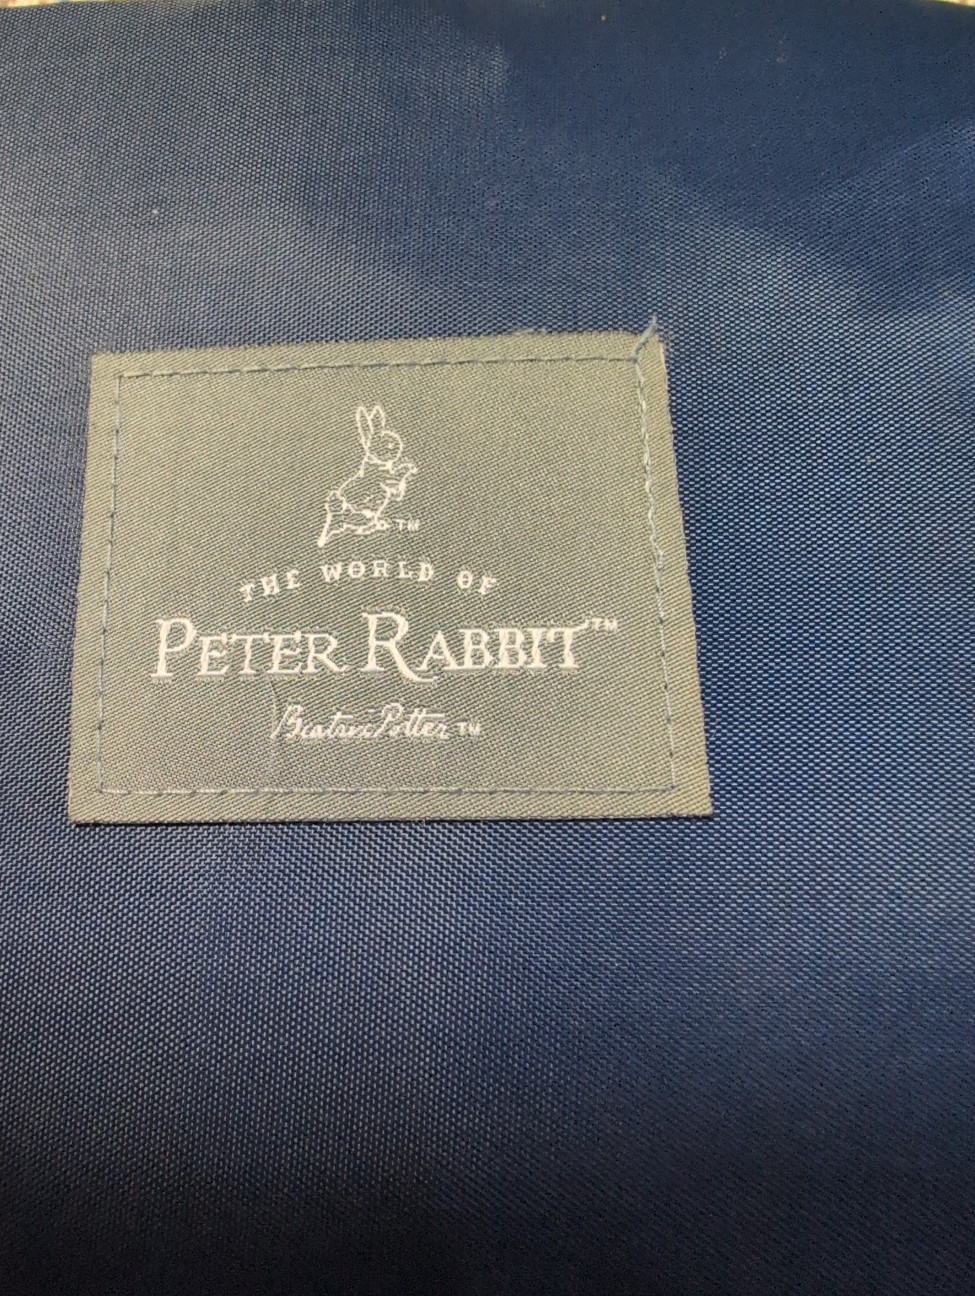 TM
THE WORLD OF
PETER RABBIT™
Beatrix Potter™